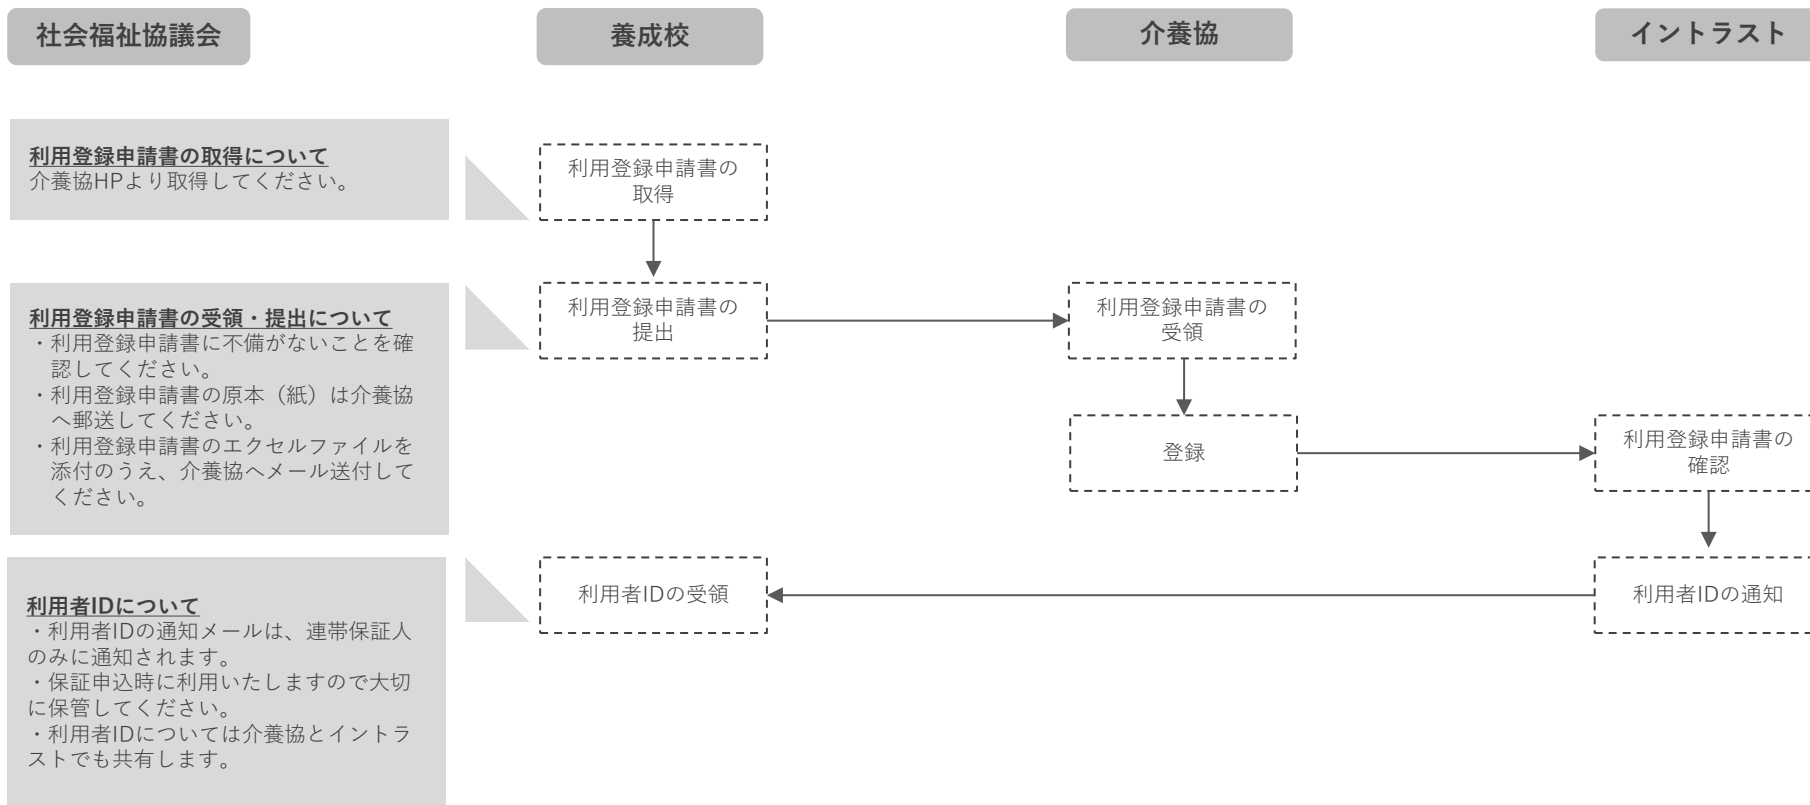 社会福祉協議会
養成校
介養協
イントラスト
利用登録申請書の取得について
介養協HPより取得してください。
利用登録申請書の
取得
利用登録申請書の受領・提出について
・利用登録申請書に不備がないことを確
認してください。
・利用登録申請書の原本（紙）は介養協
へ郵送してください。
・利用登録申請書のエクセルファイルを
添付のうえ、介養協へメール送付して
ください。
利用登録申請書の
提出
利用登録申請書の
受領
登録
利用登録申請書の
確認
利用者IDについて
・利用者IDの通知メールは、連帯保証人
のみに通知されます。
・保証申込時に利用いたしますので大切
に保管してください。
・利用者IDについては介養協とイントラ
ストでも共有します。
利用者IDの受領
利用者IDの通知